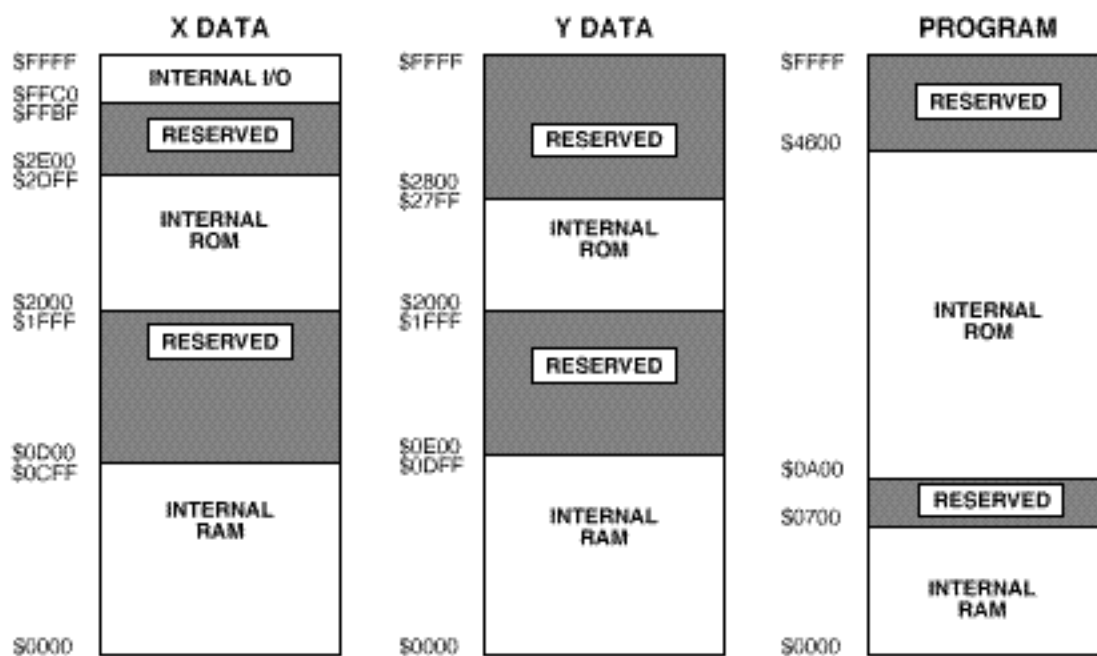 X DATA
$FFFF
INTERNAL I/O
$FFC0
$FFBF
RESERVED
$2E00
$2DFF
INTERNAL
ROM
$2000
$1FFF
RESERVED
$0D00
$0CFF
INTERNAL
RAM
$0000
Y DATA
$FFFF
RESERVED
$2800
$27FF
INTERNAL
ROM
$2000
$1FFF
RESERVED
$0E00
$0DFF
INTERNAL
RAM
$0000
PROGRAM
$FFFF
RESERVED
$4600
INTERNAL
ROM
$0A00
RESERVED
$0700
INTERNAL
RAM
$0000